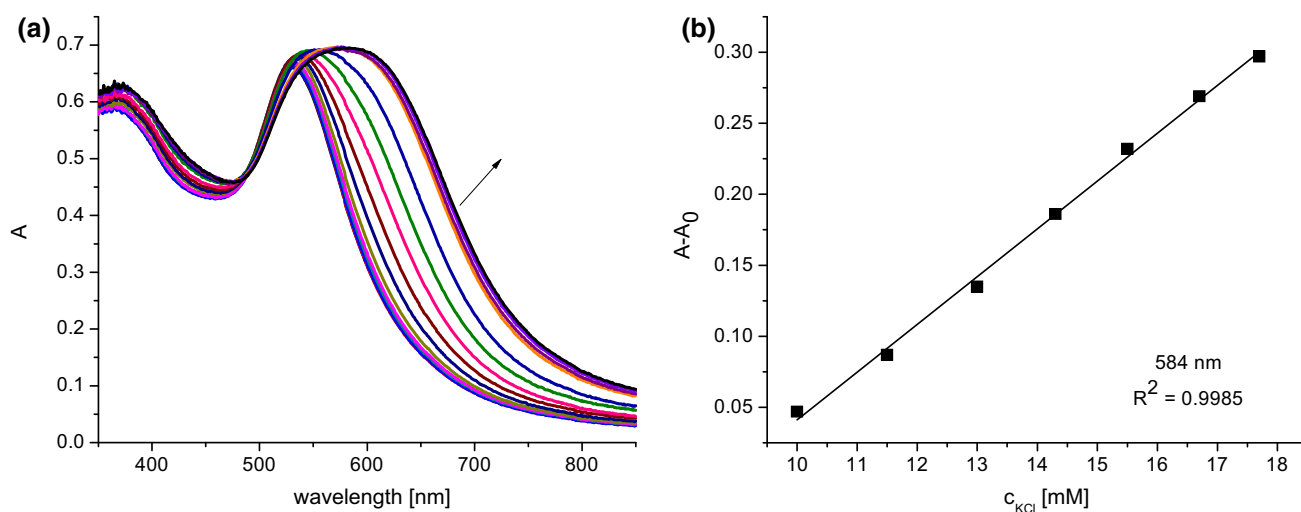 (a)
0.7
0.6
0.5
0.4
0.3
0.2
0.1
0.0
A
400 500 600 700 800
wavelength [nm]
(b)
0.30
0.25
0.20
0.15
0.10
0.05
A-A0
584 nm
R2 = 0.9985
10 11 12 13 14 15 16 17 18
cKCl [mM]